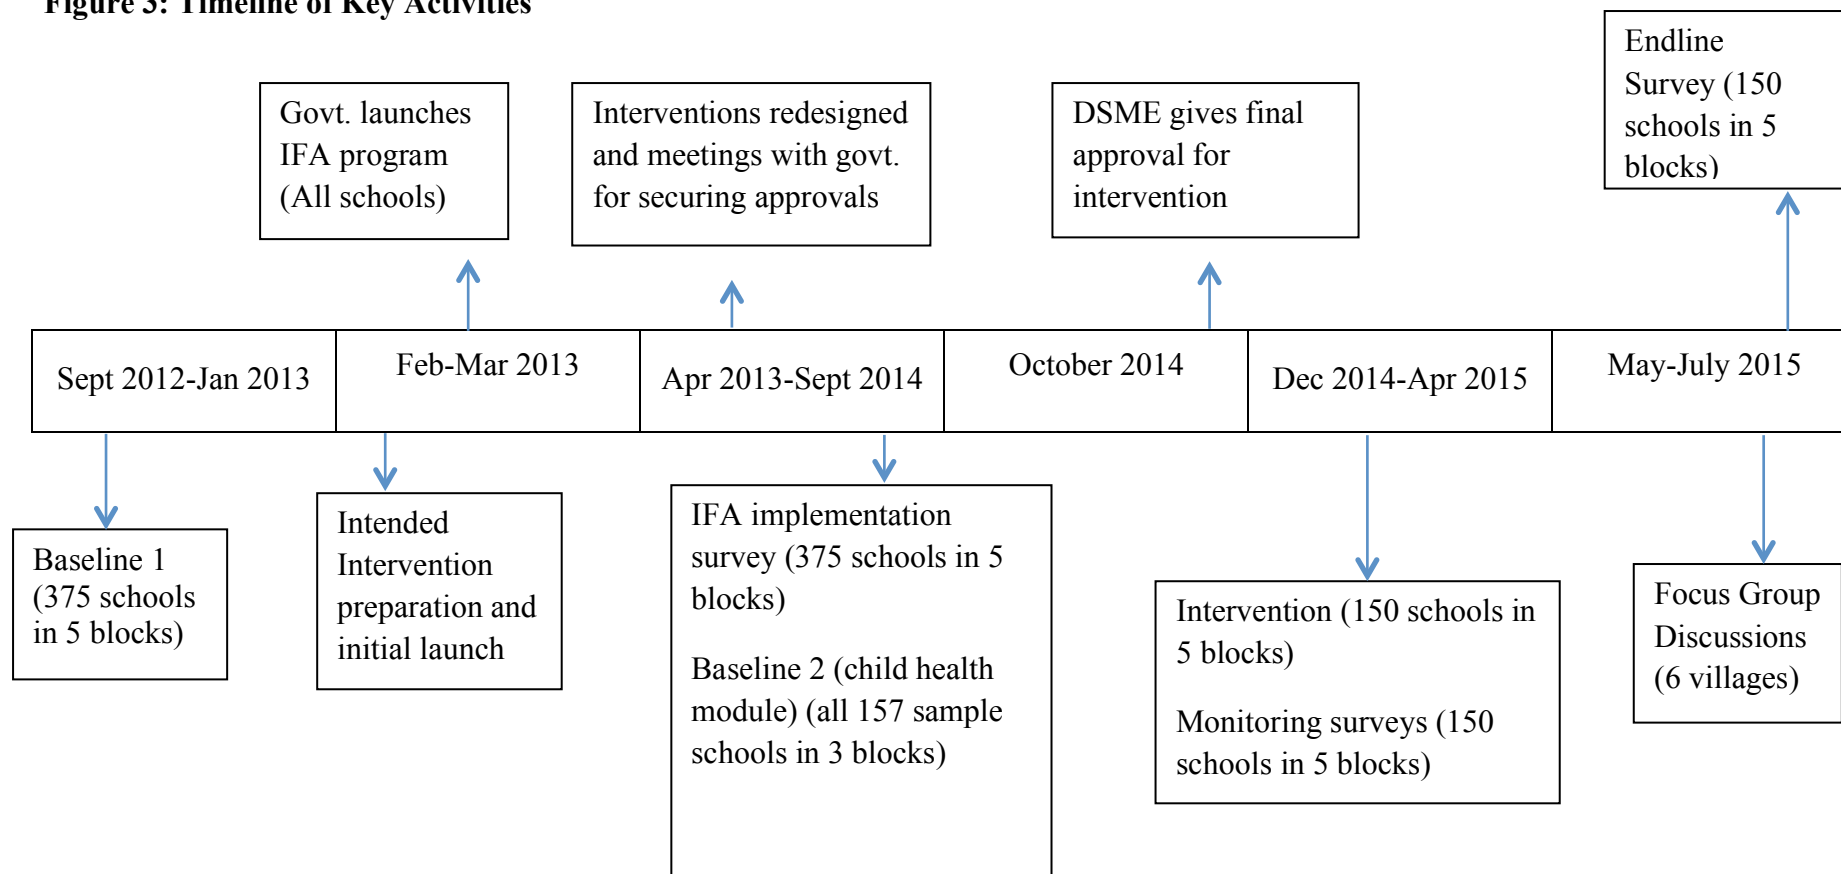 Figure 3: Timeline of Key Activities
Endline
Survey (150
schools in 5
blocks)
Govt. launches
IFA program
(All schools)
Interventions redesigned
and meetings with govt.
for securing approvals
DSME gives final
approval for
intervention
Sept 2012-Jan 2013
Feb-Mar 2013
Apr 2013-Sept 2014
October 2014
Dec 2014-Apr 2015
May-July 2015
Baseline 1
(375 schools
in 5 blocks)
Intended
Intervention
preparation and
initial launch
IFA implementation
survey (375 schools in 5
blocks)
Baseline 2 (child health
module) (all 157 sample
schools in 3 blocks)
Intervention (150 schools in
5 blocks)
Monitoring surveys (150
schools in 5 blocks)
Focus Group
Discussions
(6 villages)